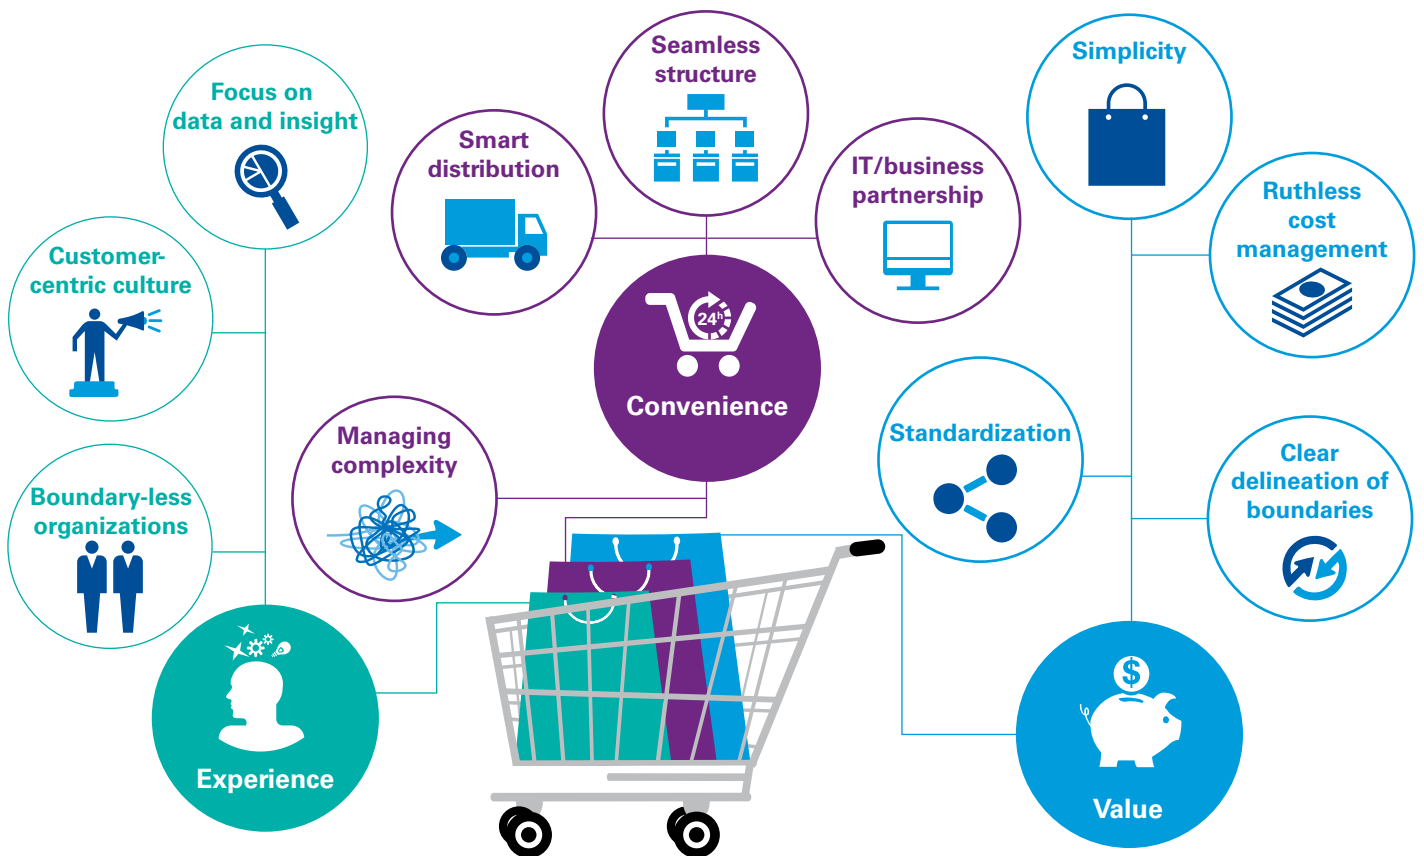 Focus on
data and insight
Customer-
centric culture
Boundary-less
organizations
Experience
Seamless
structure
Smart
distribution
IT/business
partnership
24h
Convenience
Managing
complexity
Simplicity
Ruthless
cost
management
Standardization
Clear
delineation of
boundaries
$
Value